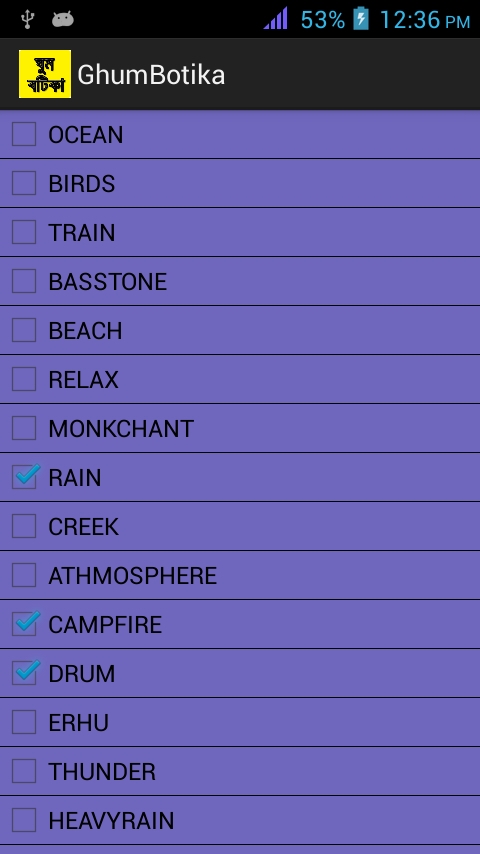 53% 12:36 PM
ঘুম
বটিকা
GhumBotika
OCEAN
BIRDS
TRAIN
BASSTONE
BEACH
RELAX
MONKCHANT
RAIN
CREEK
ATHMOSPHERE
CAMPFIRE
DRUM
ERHU
THUNDER
HEAVYRAIN